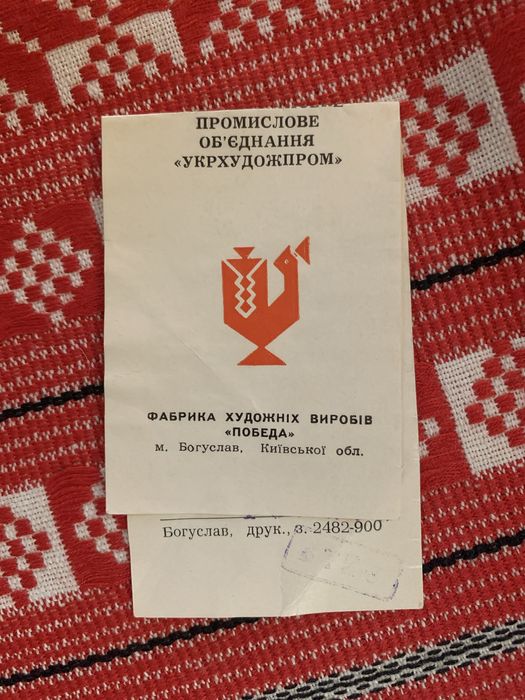 ПРОМИСЛОВЕ
ОБ'ЄДНАННЯ
«УКРХУДОЖПРОМ»
ФАБРИКА ХУДОЖНІХ ВИРОБІВ
«ПОБЕДА»
м. Богуслав, Київської обл.
Богуслав, друк., з. 2482-900